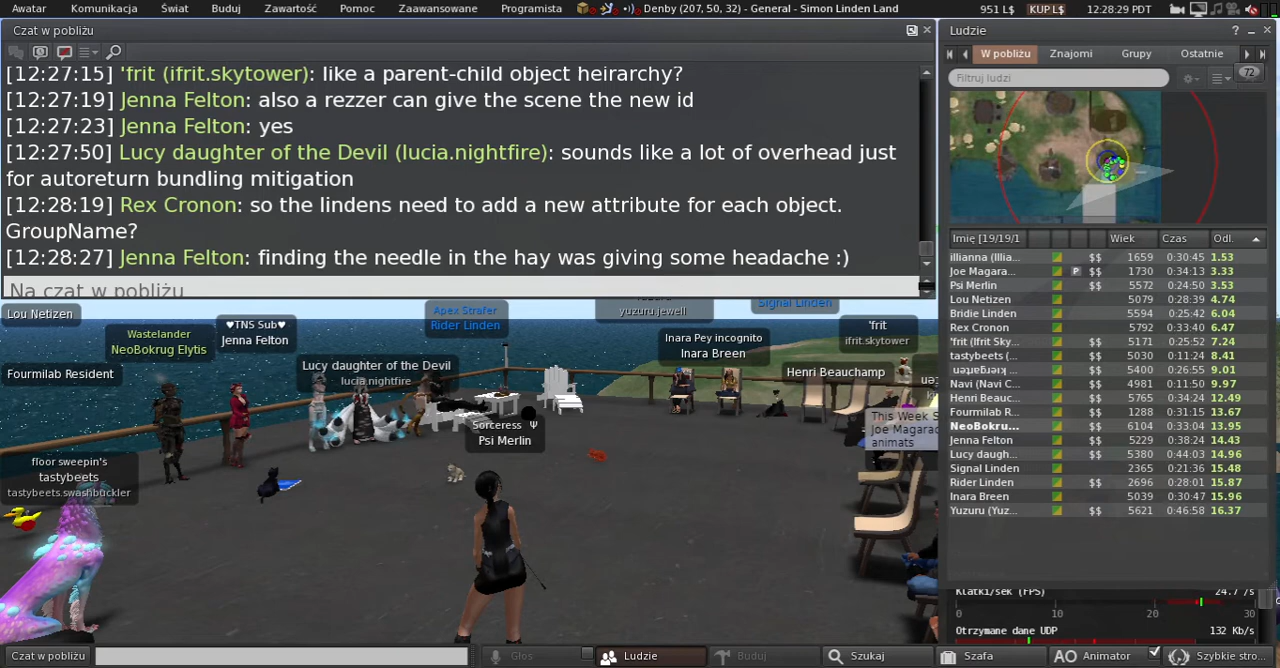 Awatar Komunikacja Świat Buduj Zawartość Pomoc Zaawansowane Programista Denby (207, 50, 32) - General - Simon Linden Land 951 L$ KUP L$ 12:28:29 PDT
Czat w pobliżu
[12:27:15] 'frit (ifrit.skytower): like a parent-child object heirarchy?
[12:27:19] Jenna Felton: also a rezzer can give the scene the new id
[12:27:23] Jenna Felton: yes
[12:27:50] Lucy daughter of the Devil (lucia.nightfire): sounds like a lot of overhead just
for autoreturn bundling mitigation
[12:28:19] Rex Cronon: so the lindens need to add a new attribute for each object.
GroupName?
[12:28:27] Jenna Felton: finding the needle in the hay was giving some headache :)
Na czat w pobliżu
Lou Netizen
Wastelander
NeoBokrug Elytis
♥TNS Sub♥
Jenna Felton
Fourmilab Resident
Lucy daughter of the Devil
lucia.nightfire
Apex Strafer
Rider Linden
yuzuru.jewell
Signal Linden
Inara Pey incognito
Inara Breen
'frit
ifrit.skytower
Henri Beauchamp
This Week S
Joe Magarac
animats
Sorceress Ψ
Psi Merlin
floor sweepin's
tastybeets
tastybeets.swashbuckler
Ludzie
W pobliżu Znajomi Grupy Ostatnie
Filtruj ludzi
72
Imię [19/19/1 Wiek Czas Odl.
illianna (Illia... $$ 1659 0:30:45 1.53
Joe Magara... P $$ 1730 0:34:13 3.33
Psi Merlin $$ 5572 0:24:50 3.53
Lou Netizen 5079 0:28:39 4.74
Bridie Linden 5594 0:25:42 6.04
Rex Cronon 5792 0:33:40 6.47
'frit (Ifrit Sky... $$ 5171 0:25:52 7.24
tastybeets (... $$ 5030 0:11:24 8.41
$$ 5400 0:26:55 9.01
Navi (Navi C... $$ 4981 0:11:50 9.97
Henri Beauc... $$ 5765 0:34:24 12.49
Fourmilab R... $$ 1288 0:31:15 13.67
NeoBokru... $$ 6104 0:33:04 13.95
Jenna Felton $$ 5229 0:38:24 14.43
Lucy daugh... $$ 5380 0:44:03 14.96
Signal Linden 2365 0:21:36 15.48
Rider Linden $$ 2696 0:28:01 15.87
Inara Breen 5039 0:30:47 15.96
Yuzuru (Yuz... $$ 5621 0:46:58 16.37
Klatki/sek (FPS) 24.7 /s
0 10 20 30
Otrzymane dane UDP 132 Kb/s
Czat w pobliżu Głos Ludzie Buduj Szukaj Szafa AO Animator Szybkie stro...